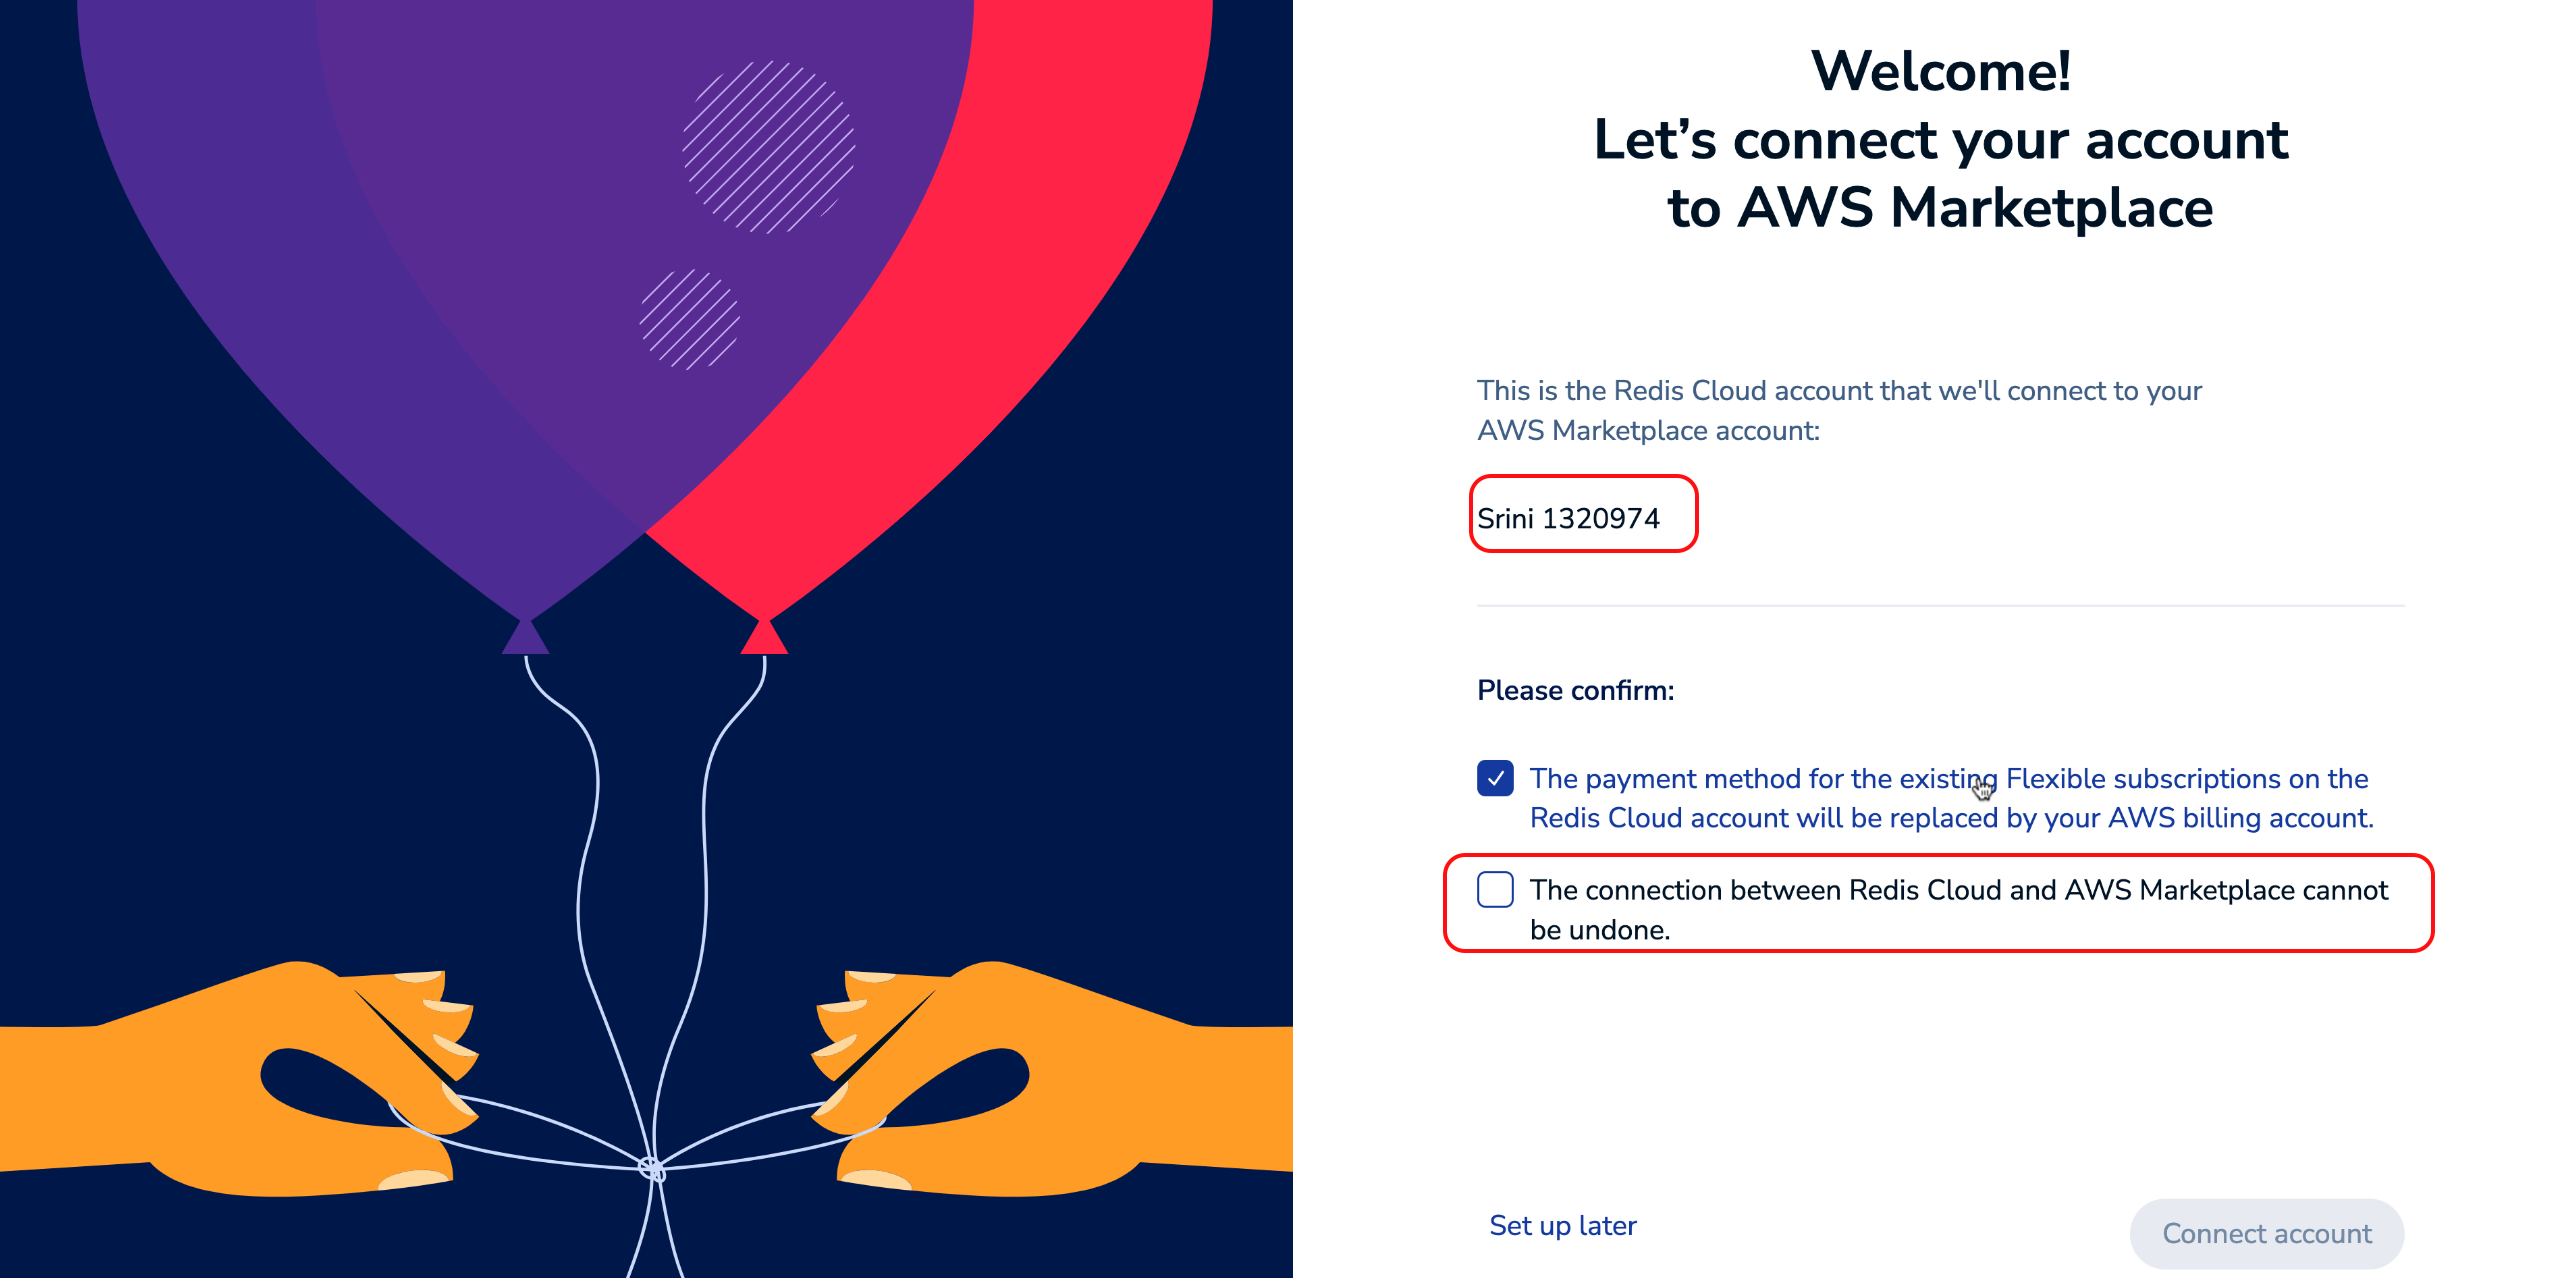 Welcome!
Let’s connect your account
to AWS Marketplace
This is the Redis Cloud account that we'll connect to your
AWS Marketplace account:
Srini 1320974
Please confirm:
The payment method for the existing Flexible subscriptions on the
Redis Cloud account will be replaced by your AWS billing account.
The connection between Redis Cloud and AWS Marketplace cannot
be undone.
Set up later
Connect account